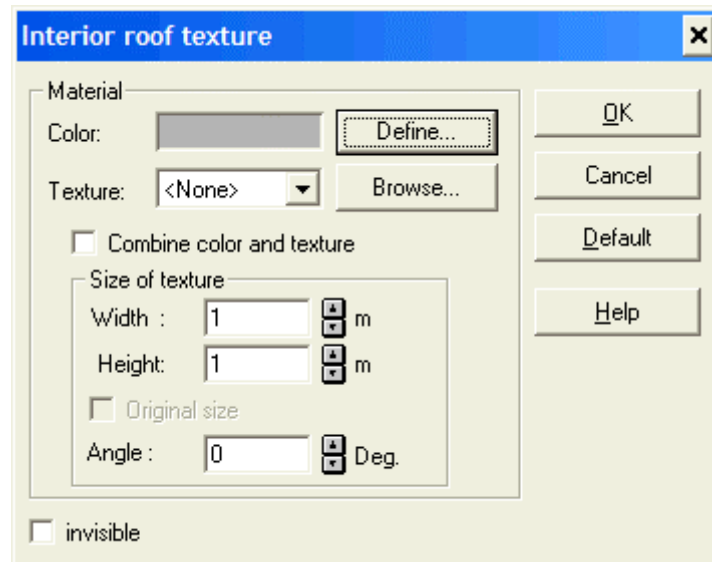 Interior roof texture
Material
Color:
Define...
Texture:
<None>
Browse...
Combine color and texture
Size of texture
Width :
1
m
Height:
1
m
Original size
Angle :
0
Deg.
invisible
OK
Cancel
Default
Help